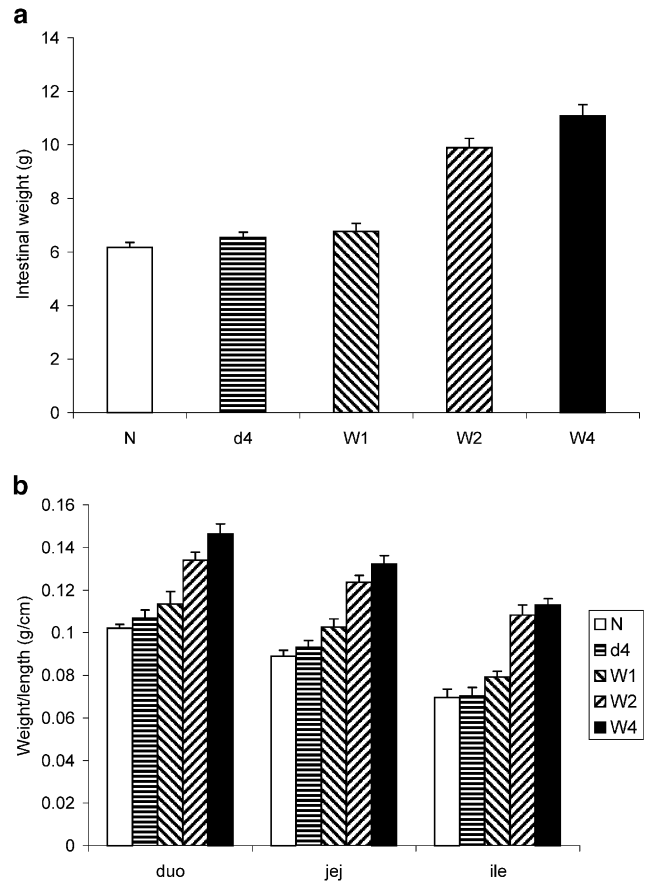 a
Intestinal weight (g)
14
12
10
8
6
4
2
0
N d4 W1 W2 W4
b
Weight/length (g/cm)
0.16
0.14
0.12
0.1
0.08
0.06
0.04
0.02
0
duo jej ile
N
d4
W1
W2
W4